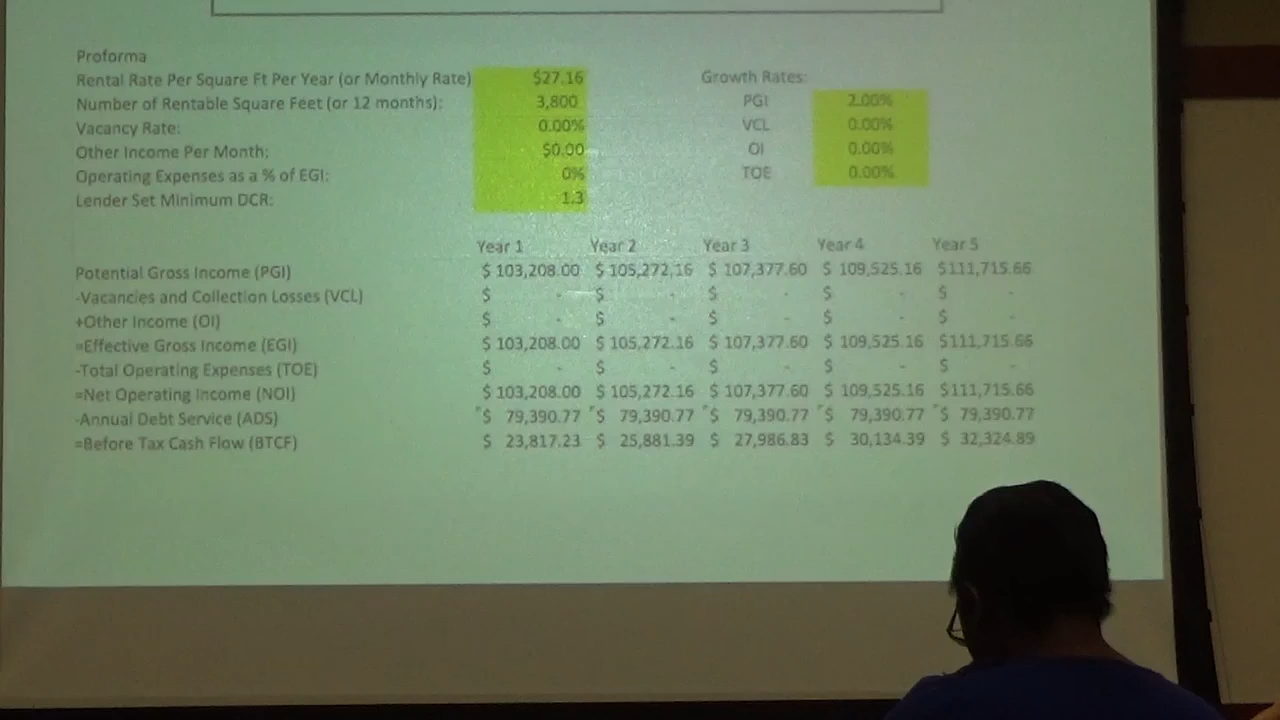 Proforma
Rental Rate Per Square Ft Per Year (or Monthly Rate) $27.16 Growth Rates:
Number of Rentable Square Feet (or 12 months): 3,800 PGI 2.00%
Vacancy Rate: 0.00% VCL 0.00%
Other Income Per Month: $0.00 OI 0.00%
Operating Expenses as a % of EGI: 0% TOE 0.00%
Lender Set Minimum DCR: 1.3
Year 1 Year 2 Year 3 Year 4 Year 5
Potential Gross Income (PGI) $ 103,208.00 $ 105,272.16 $ 107,377.60 $ 109,525.16 $111,715.66
-Vacancies and Collection Losses (VCL) $ - $ - $ - $ - $ -
+Other Income (OI) $ - $ - $ - $ - $ -
=Effective Gross Income (EGI) $ 103,208.00 $ 105,272.16 $ 107,377.60 $ 109,525.16 $111,715.66
-Total Operating Expenses (TOE) $ - $ - $ - $ - $ -
=Net Operating Income (NOI) $ 103,208.00 $ 105,272.16 $ 107,377.60 $ 109,525.16 $111,715.66
-Annual Debt Service (ADS) $ 79,390.77 $ 79,390.77 $ 79,390.77 $ 79,390.77 $ 79,390.77
=Before Tax Cash Flow (BTCF) $ 23,817.23 $ 25,881.39 $ 27,986.83 $ 30,134.39 $ 32,324.89